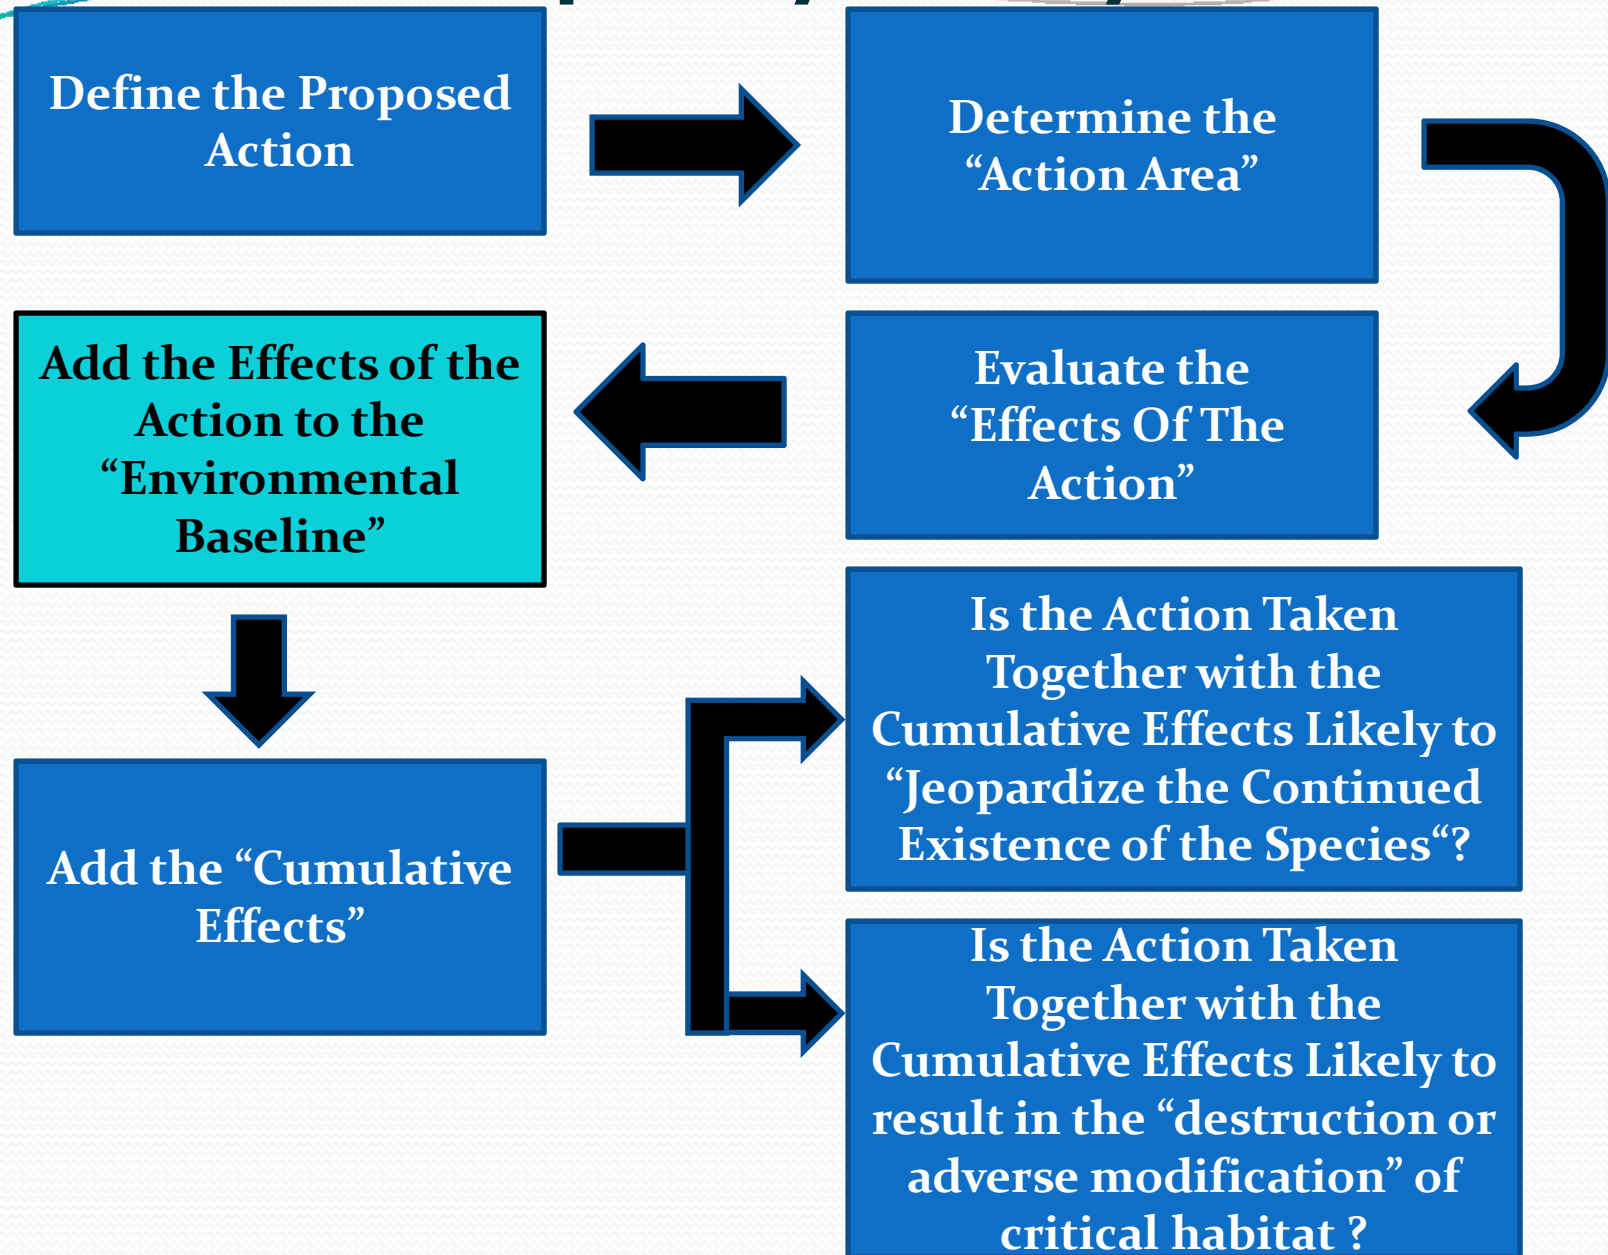 Define the Proposed
Action
Determine the
“Action Area”
Evaluate the
“Effects Of The
Action”
Add the Effects of the
Action to the
“Environmental
Baseline”
Add the “Cumulative
Effects”
Is the Action Taken
Together with the
Cumulative Effects Likely to
“Jeopardize the Continued
Existence of the Species“?
Is the Action Taken
Together with the
Cumulative Effects Likely to
result in the “destruction or
adverse modification” of
critical habitat ?